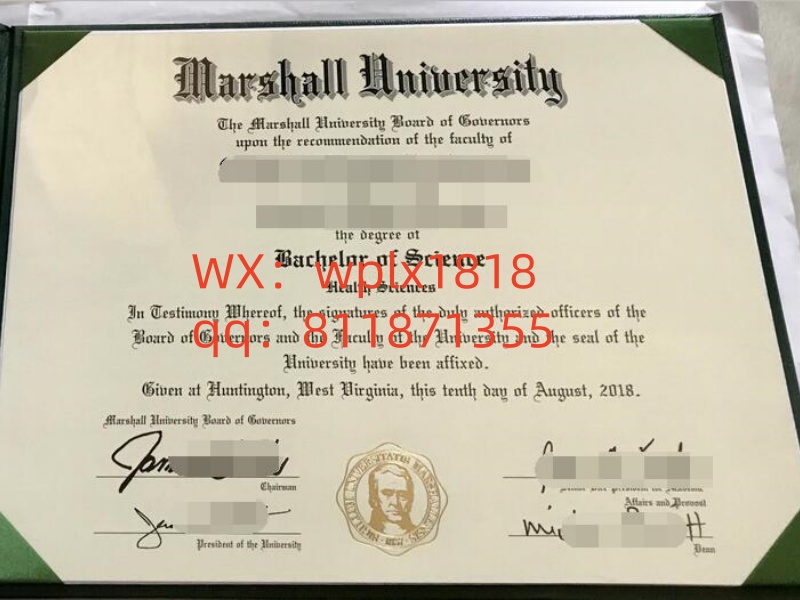 Marshall University
The Marshall University Board of Governors
upon the recommendation of the faculty of
the degree of
Bachelor of Science
WX：wplx1818
Health Sciences
In Testimony Whereof, the signatures of the duly authorized officers of the
qq：811871355
Board of Governors and the Faculty of the University and the seal of the
University have been affixed.
Given at Huntington, West Virginia, this tenth day of August, 2018.
Marshall University Board of Governors
Chairman
Affairs and Provost
President of the University
Dean